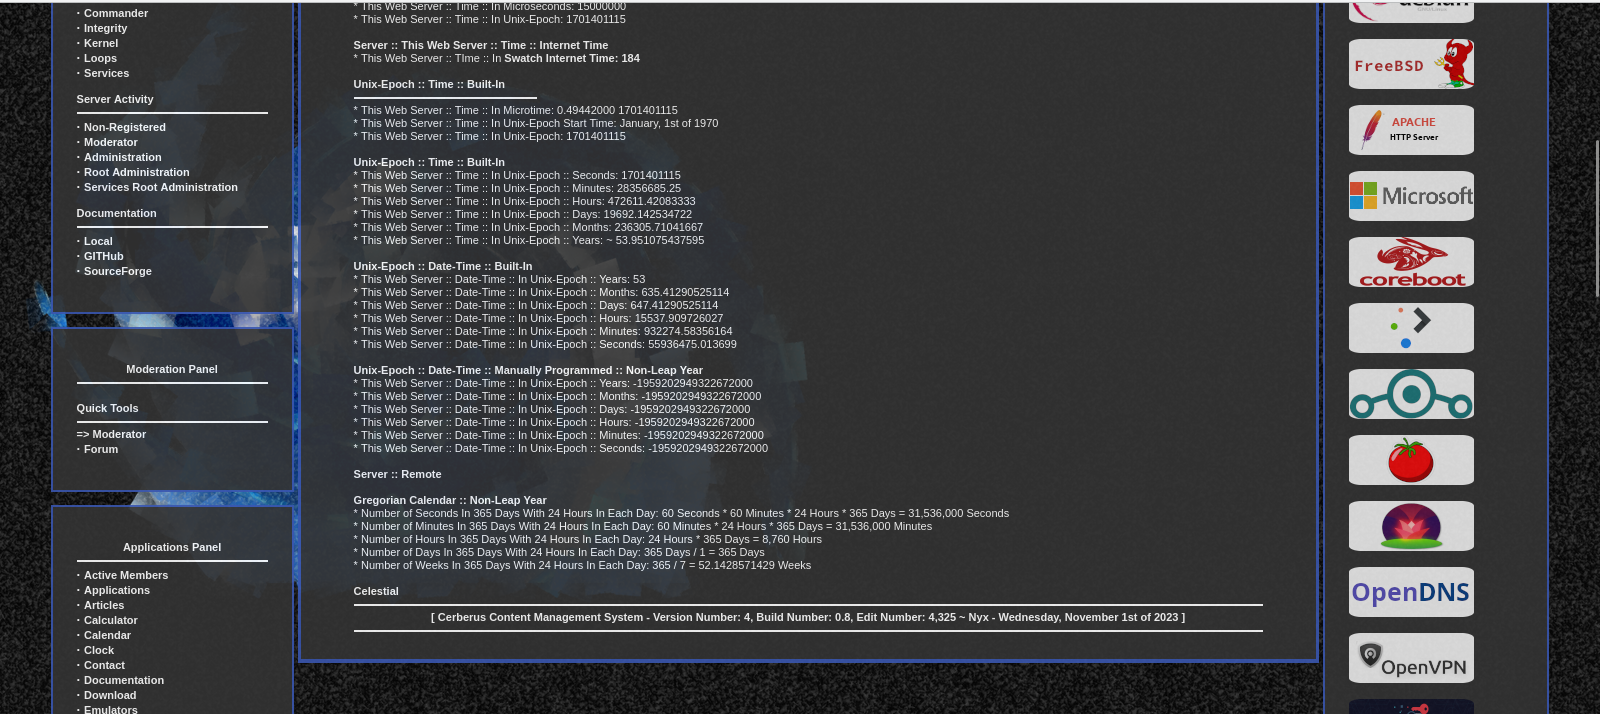 · Commander
· Integrity
· Kernel
· Loops
· Services
Server Activity
· Non-Registered
· Moderator
· Administration
· Root Administration
· Services Root Administration
Documentation
· Local
· GITHub
· SourceForge
Moderation Panel
Quick Tools
=> Moderator
· Forum
Applications Panel
· Active Members
· Applications
· Articles
· Calculator
· Calendar
· Clock
· Contact
· Documentation
· Download
· Emulators
* This Web Server :: Time :: In Microseconds: 15000000
* This Web Server :: Time :: In Unix-Epoch: 1701401115
Server :: This Web Server :: Time :: Internet Time
* This Web Server :: TIme :: In Swatch Internet Time: 184
Unix-Epoch :: Time :: Built-In
* This Web Server :: Time :: In Microtime: 0.49442000 1701401115
* This Web Server :: Time :: In Unix-Epoch Start Time: January, 1st of 1970
* This Web Server :: Time :: In Unix-Epoch: 1701401115
Unix-Epoch :: Time :: Built-In
* This Web Server :: Time :: In Unix-Epoch :: Seconds: 1701401115
* This Web Server :: Time :: In Unix-Epoch :: Minutes: 28356685.25
* This Web Server :: Time :: In Unix-Epoch :: Hours: 472611.42083333
* This Web Server :: Time :: In Unix-Epoch :: Days: 19692.142534722
* This Web Server :: Time :: In Unix-Epoch :: Months: 236305.71041667
* This Web Server :: Time :: In Unix-Epoch :: Years: ~ 53.951075437595
Unix-Epoch :: Date-Time :: Built-In
* This Web Server :: Date-Time :: In Unix-Epoch :: Years: 53
* This Web Server :: Date-Time :: In Unix-Epoch :: Months: 635.41290525114
* This Web Server :: Date-Time :: In Unix-Epoch :: Days: 647.41290525114
* This Web Server :: Date-Time :: In Unix-Epoch :: Hours: 15537.909726027
* This Web Server :: Date-Time :: In Unix-Epoch :: Minutes: 932274.58356164
* This Web Server :: Date-Time :: In Unix-Epoch :: Seconds: 55936475.013699
Unix-Epoch :: Date-Time :: Manually Programmed :: Non-Leap Year
* This Web Server :: Date-Time :: In Unix-Epoch :: Years: -1959202949322672000
* This Web Server :: Date-Time :: In Unix-Epoch :: Months: -1959202949322672000
* This Web Server :: Date-Time :: In Unix-Epoch :: Days: -1959202949322672000
* This Web Server :: Date-Time :: In Unix-Epoch :: Hours: -1959202949322672000
* This Web Server :: Date-Time :: In Unix-Epoch :: Minutes: -1959202949322672000
* This Web Server :: Date-Time :: In Unix-Epoch :: Seconds: -1959202949322672000
Server :: Remote
Gregorian Calendar :: Non-Leap Year
* Number of Seconds In 365 Days With 24 Hours In Each Day: 60 Seconds * 60 Minutes * 24 Hours * 365 Days = 31,536,000 Seconds
* Number of Minutes In 365 Days With 24 Hours In Each Day: 60 Minutes * 24 Hours * 365 Days = 31,536,000 Minutes
* Number of Hours In 365 Days With 24 Hours In Each Day: 24 Hours * 365 Days = 8,760 Hours
* Number of Days In 365 Days With 24 Hours In Each Day: 365 Days / 1 = 365 Days
* Number of Weeks In 365 Days With 24 Hours In Each Day: 365 / 7 = 52.1428571429 Weeks
Celestial
[ Cerberus Content Management System - Version Number: 4, Build Number: 0.8, Edit Number: 4,325 ~ Nyx - Wednesday, November 1st of 2023 ]
debian
FreeBSD
APACHE
HTTP Server
Microsoft
coreboot
OpenDNS
OpenVPN